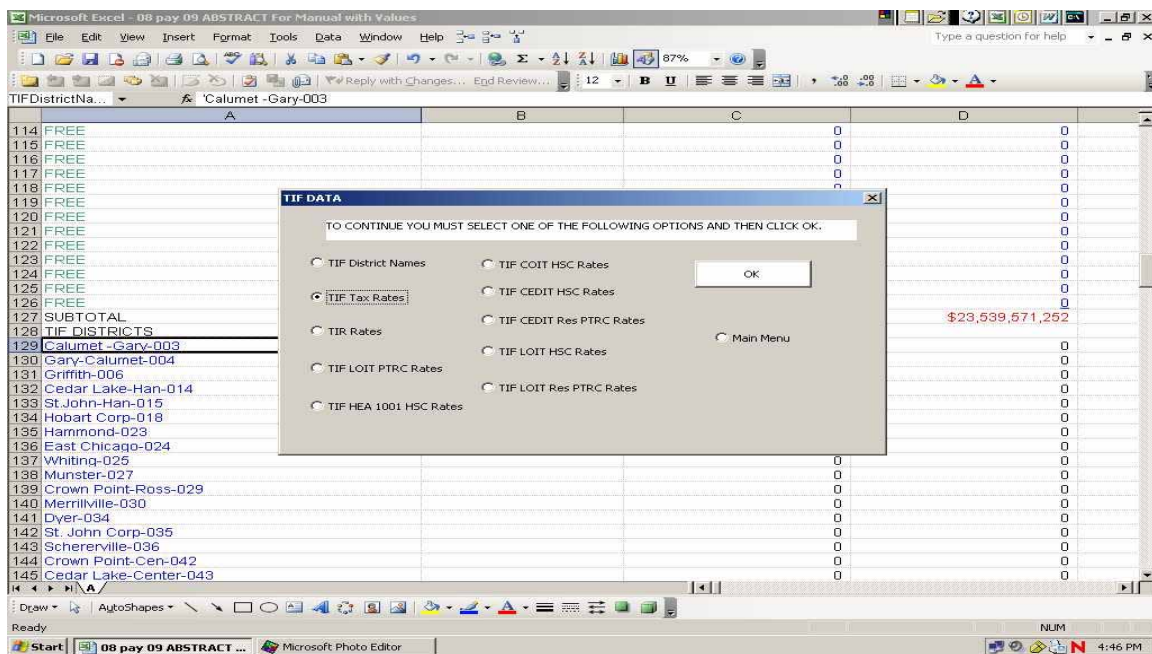 Microsoft Excel - 08 pay 09 ABSTRACT For Manual with Values
File Edit View Insert Format Tools Data Window Help Type a question for help
87%
Reply with Changes... End Review... 12 B U
TIFDistrictNa... fx 'Calumet -Gary-003
A B C D
114 FREE 0 0
115 FREE 0 0
116 FREE 0 0
117 FREE 0 0
118 FREE 0 0
119 FREE 0
120 FREE 0
121 FREE 0
122 FREE 0
123 FREE 0
124 FREE 0
125 FREE 0
126 FREE 0
127 SUBTOTAL $23,539,571,252
128 TIF DISTRICTS
129 Calumet -Gary-003 0
130 Gary-Calumet-004 0
131 Griffith-006 0
132 Cedar Lake-Han-014 0
133 St.John-Han-015 0
134 Hobart Corp-018 0
135 Hammond-023 0
136 East Chicago-024 0
137 Whiting-025 0 0
138 Munster-027 0 0
139 Crown Point-Ross-029 0 0
140 Merrillville-030 0 0
141 Dyer-034 0 0
142 St. John Corp-035 0 0
143 Schererville-036 0 0
144 Crown Point-Cen-042 0 0
145 Cedar Lake-Center-043 0 0
TIF DATA
TO CONTINUE YOU MUST SELECT ONE OF THE FOLLOWING OPTIONS AND THEN CLICK OK.
TIF District Names
TIF Tax Rates
TIR Rates
TIF LOIT PTRC Rates
TIF HEA 1001 HSC Rates
TIF COIT HSC Rates
TIF CEDIT HSC Rates
TIF CEDIT Res PTRC Rates
TIF LOIT HSC Rates
TIF LOIT Res PTRC Rates
OK
Main Menu
A
Draw AutoShapes
Ready NUM
Start 08 pay 09 ABSTRACT ... Microsoft Photo Editor 4:46 PM